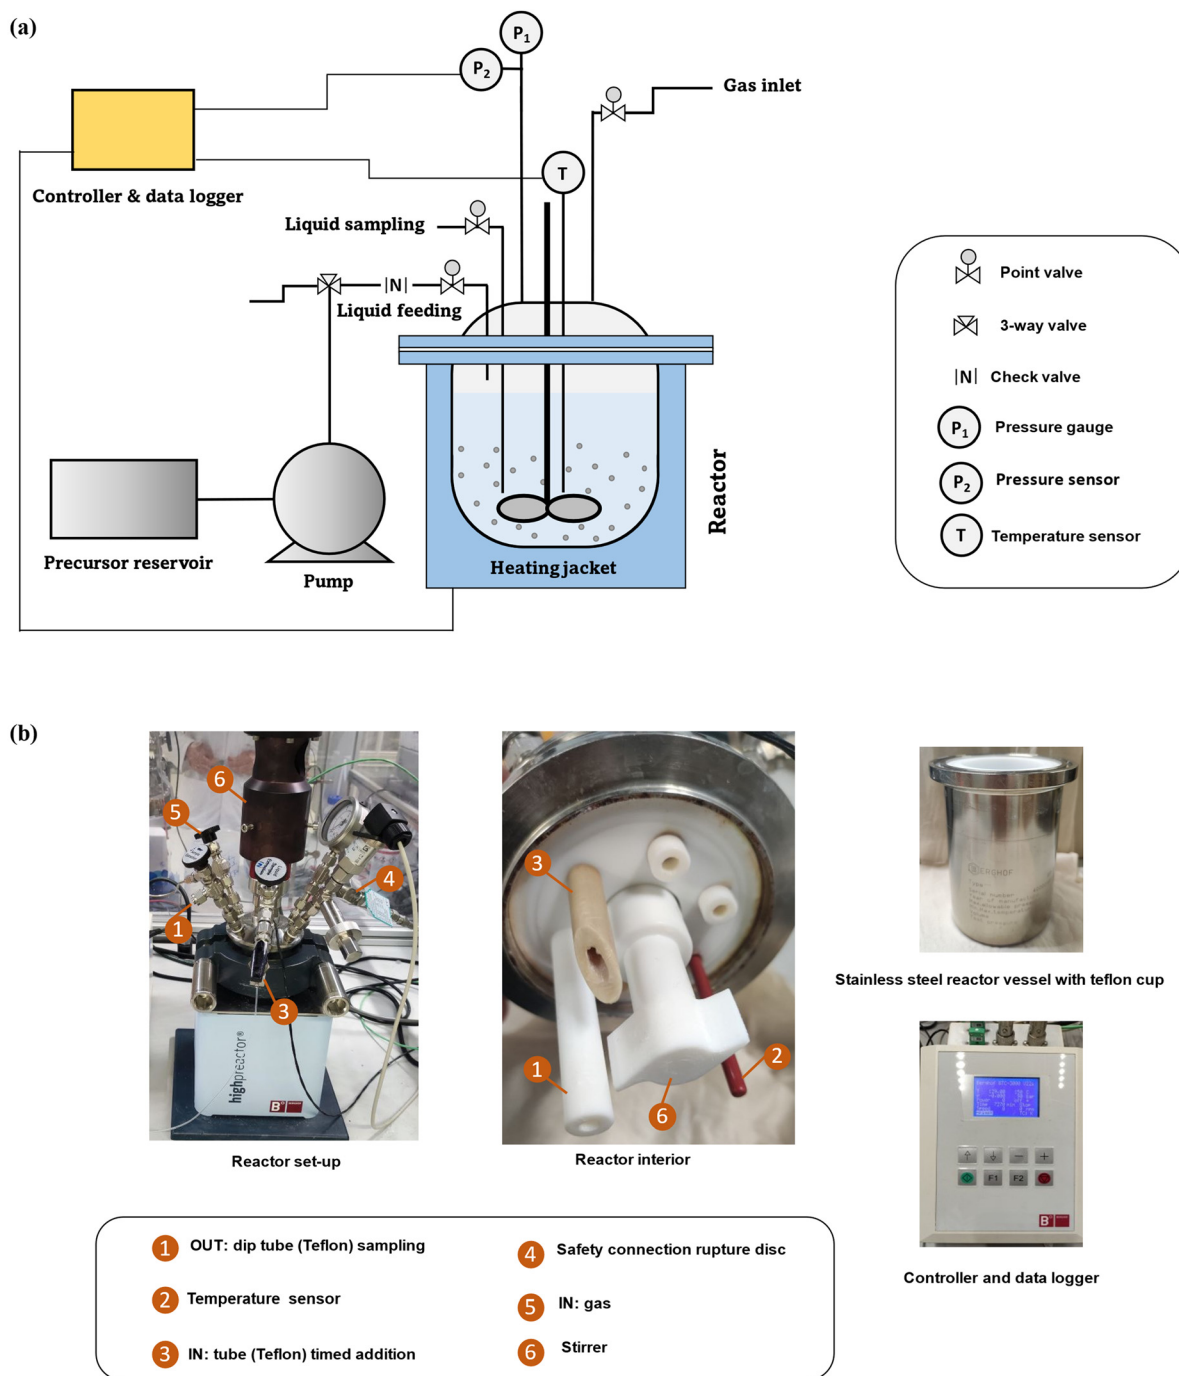 (a)
P1
P2
Gas inlet
T
Controller & data logger
Liquid sampling
|N|
Liquid feeding
Point valve
3-way valve
|N| Check valve
P1 Pressure gauge
P2 Pressure sensor
T Temperature sensor
Reactor
Precursor reservoir
Pump
Heating jacket
(b)
6
5
4
1
3
highpreactor®
B
3
1
2
6
Stainless steel reactor vessel with teflon cup
F1 F2
B
Reactor set-up
Reactor interior
Controller and data logger
1 OUT: dip tube (Teflon) sampling
2 Temperature sensor
3 IN: tube (Teflon) timed addition
4 Safety connection rupture disc
5 IN: gas
6 Stirrer